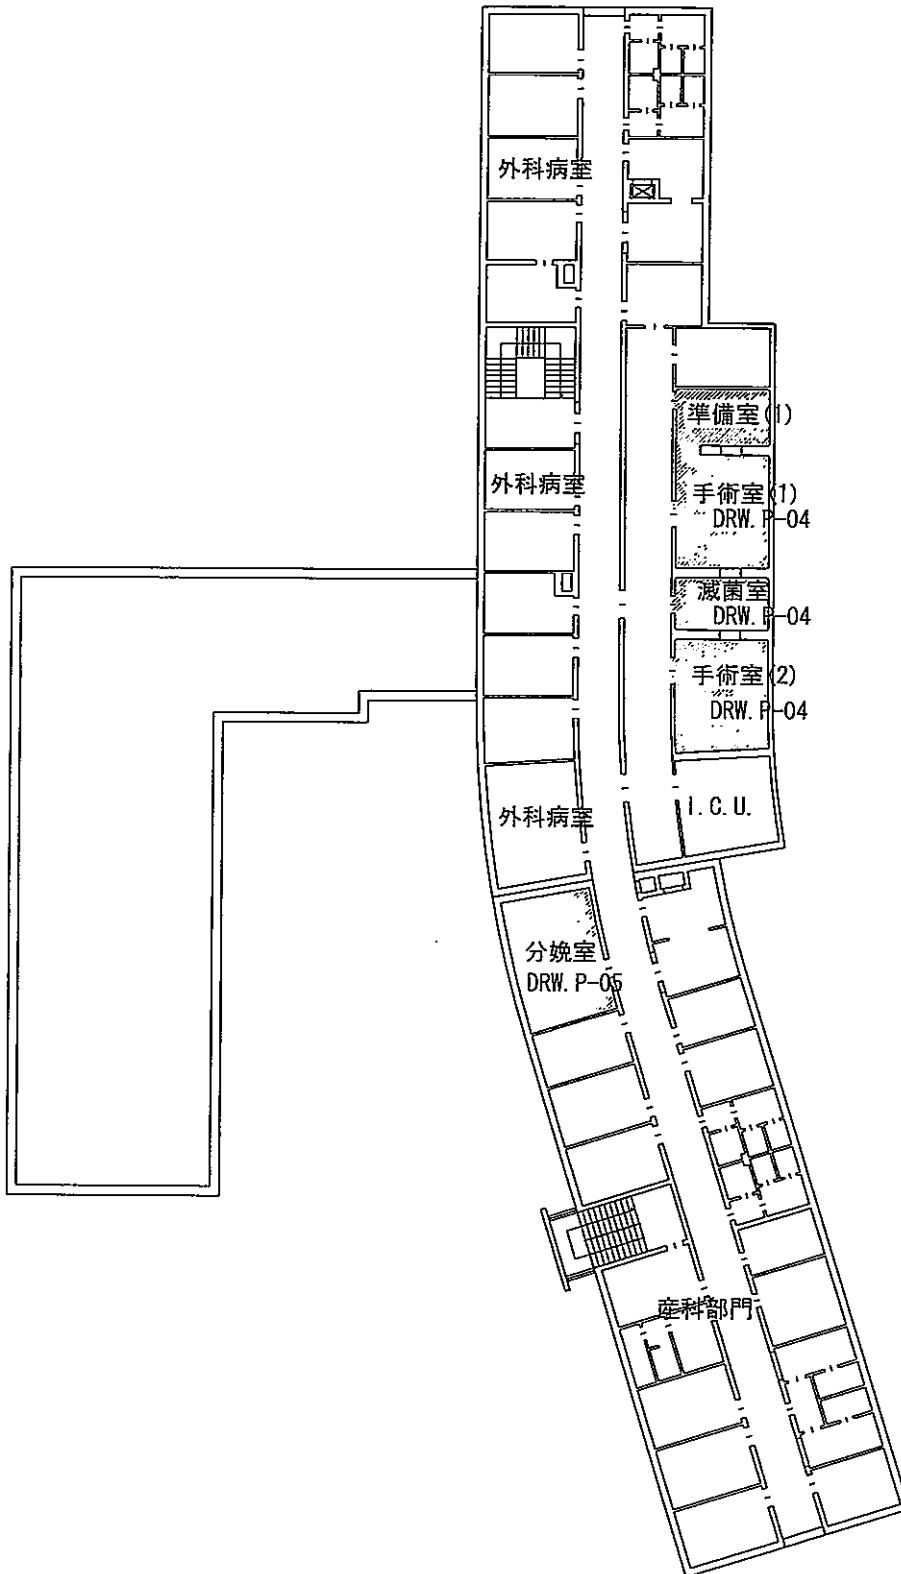 外科病室
準備室(1)
外科病室
手術室(1)
DRW. P-04
滅菌室
DRW. P-04
手術室(2)
DRW. P-04
外科病室
I. C. U.
分娩室
DRW. P-05
産科部門